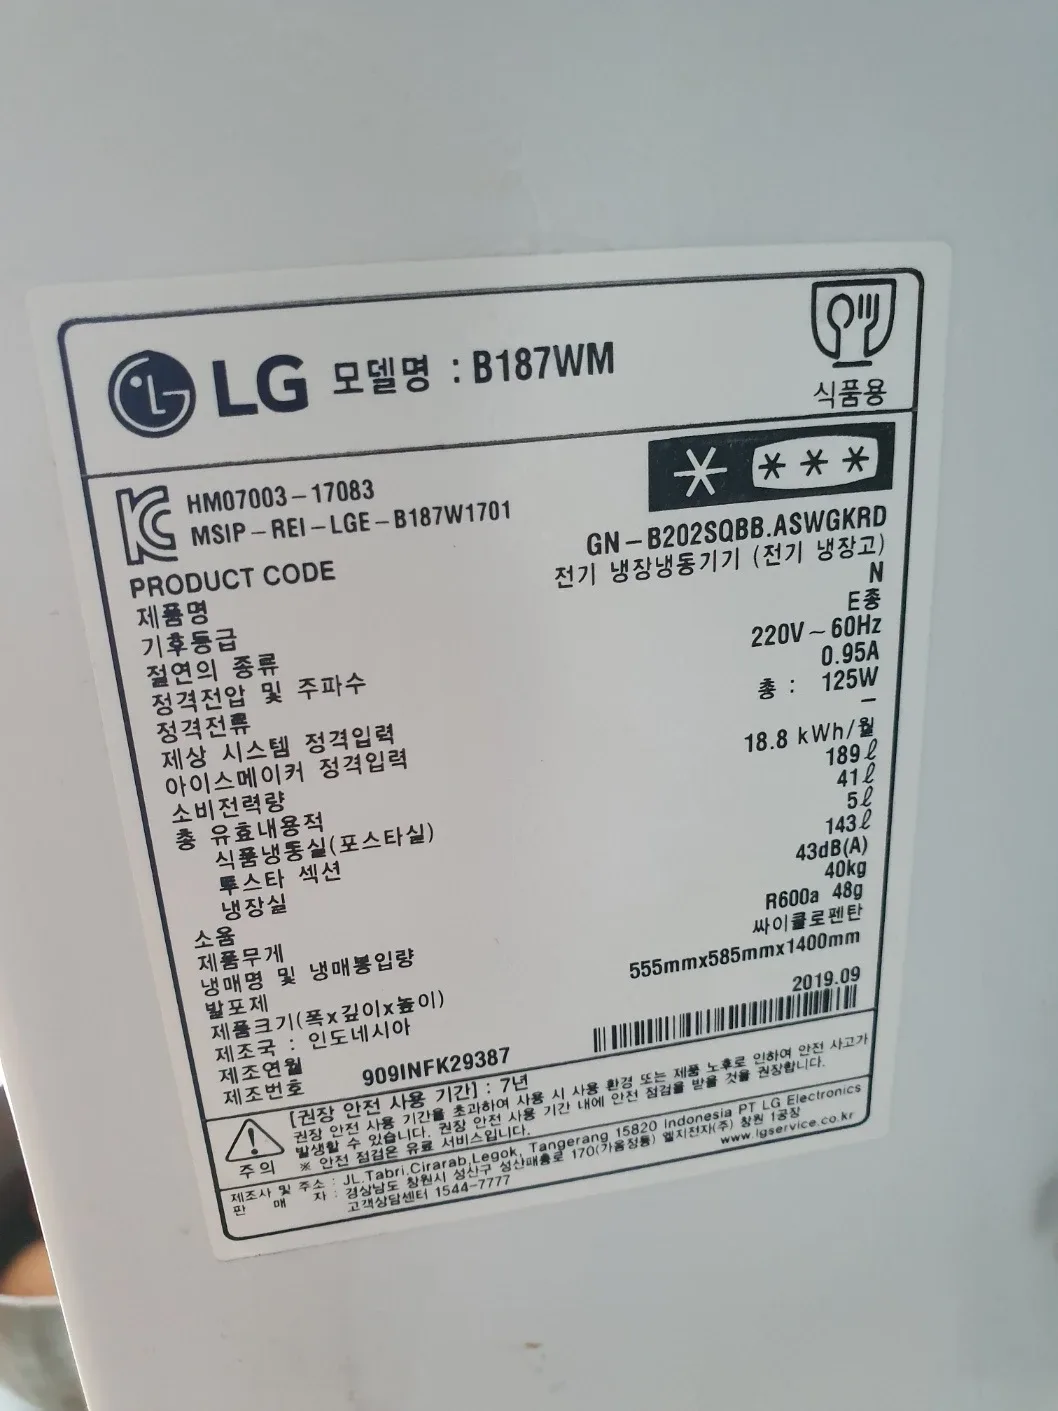 LG 모델명 : B187WM
식품용
HM07003-17083
MSIP-REI-LGE-B187W1701
PRODUCT CODE GN-B202SQBB.ASWGKRD
제품명 전기 냉장냉동기기 (전기 냉장고)
기후등급 N
절연의 종류 E종
정격전압 및 주파수 220V~60Hz
정격전류 0.95A
제상 시스템 정격입력 총 : 125W
아이스메이커 정격입력 -
소비전력량 18.8 kWh/월
총 유효내용적 189ℓ
식품냉동실(포스타실) 41ℓ
투스타 섹션 5ℓ
냉장실 143ℓ
소음 43dB(A)
제품무게 40kg
냉매명 및 냉매봉입량 R600a 48g
발포제 싸이클로펜탄
제품크기(폭x깊이x높이) 555mmx585mmx1400mm
제조국 : 인도네시아
제조연월 2019.09
제조번호 909INFK29387
[권장 안전 사용 기간] : 7년
권장 안전 사용 기간을 초과하여 사용 시 사용 환경 또는 제품 노후로 인하여 안전 사고가
발생할 수 있습니다. 권장 안전 사용 기간 내에 안전 점검을 받을 것을 권장합니다.
※ 안전 점검은 유료 서비스입니다.
주의
제조사 및 주소 : JL.Tabri.Cirarab,Legok, Tangerang 15820 Indonesia PT LG Electronics
판 매 자 : 경상남도 창원시 성산구 성산패총로 170(가음정동) 엘지전자(주) 창원 1공장
고객상담센터 1544-7777 www.lgservice.co.kr